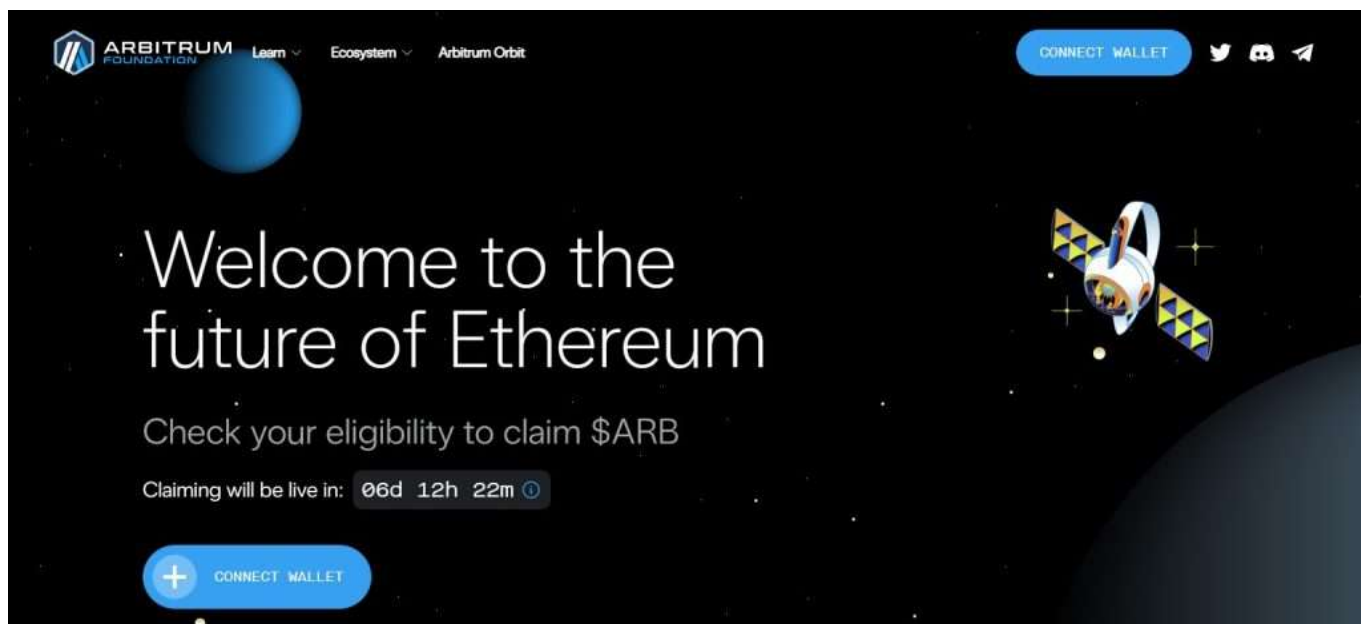 ARBITRUM
FOUNDATION
Learn
Ecosystem
Arbitrum Orbit
CONNECT WALLET
Welcome to the
future of Ethereum
Check your eligibility to claim $ARB
Claiming will be live in: 06d 12h 22m
CONNECT WALLET